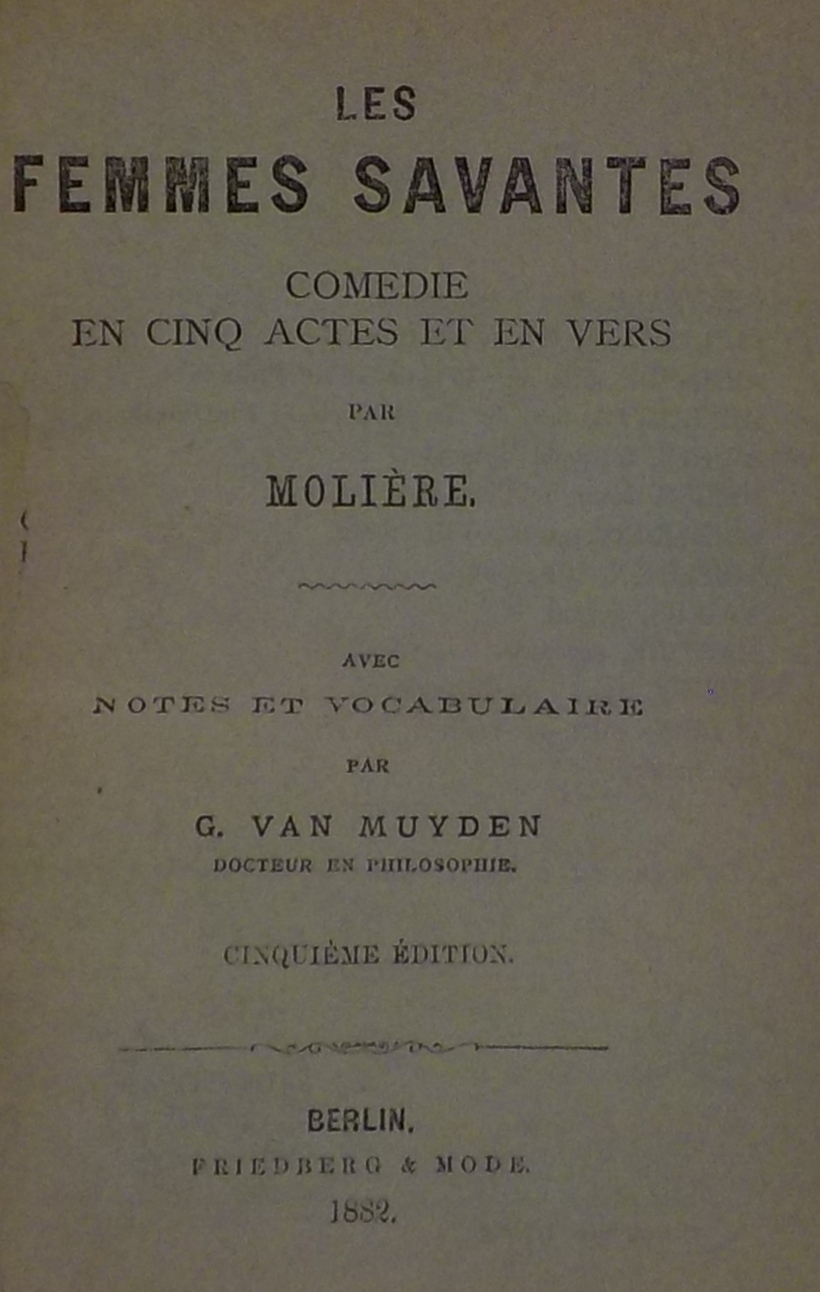 LES
FEMMES SAVANTES
COMEDIE
EN CINQ ACTES ET EN VERS
PAR
MOLIÈRE.
AVEC
NOTES ET VOCABULAIRE
PAR
G. VAN MUYDEN
DOCTEUR EN PHILOSOPHIE.
CINQUIÈME ÉDITION.
BERLIN.
FRIEDBERG & MODE.
1882.